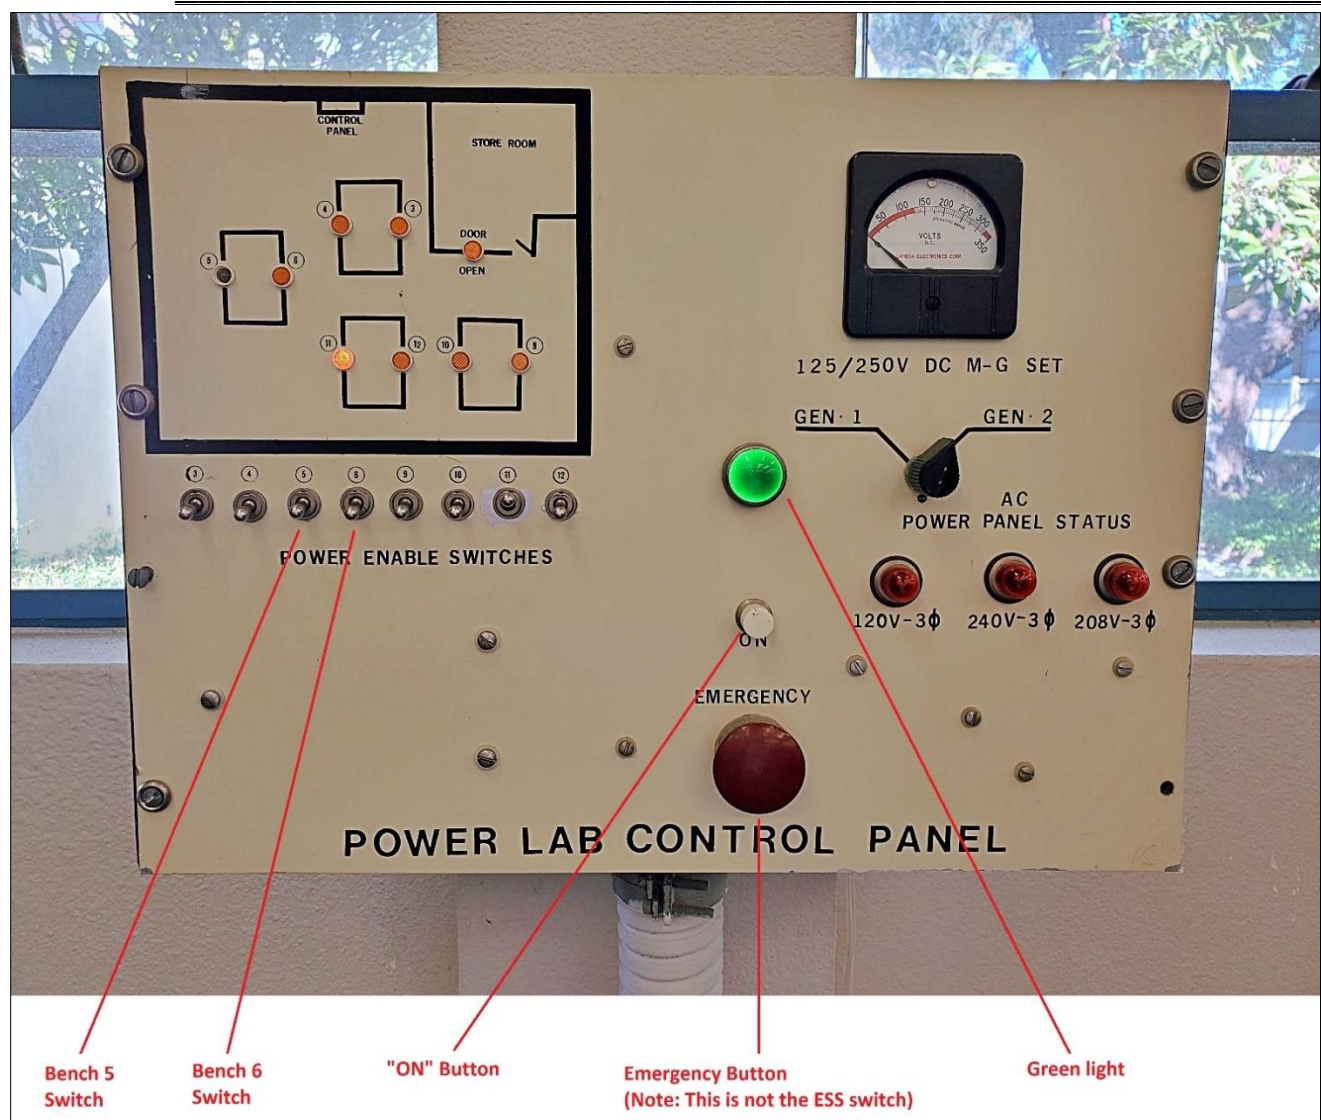 CONTROL
PANEL
STORE ROOM
4
3
DOOR
OPEN
5
6
11
12
10
9
3
4
5
6
9
10
11
12
POWER ENABLE SWITCHES
50 100 150 200 250 300 350
VOLTS
D.C.
LAMBDA ELECTRONICS CORP.
125/250V DC M-G SET
GEN· 1
GEN· 2
AC
POWER PANEL STATUS
120V-3ϕ 240V-3ϕ 208V-3ϕ
ON
EMERGENCY
POWER LAB CONTROL PANEL
Bench 5
Switch
Bench 6
Switch
"ON" Button
Emergency Button
(Note: This is not the ESS switch)
Green light